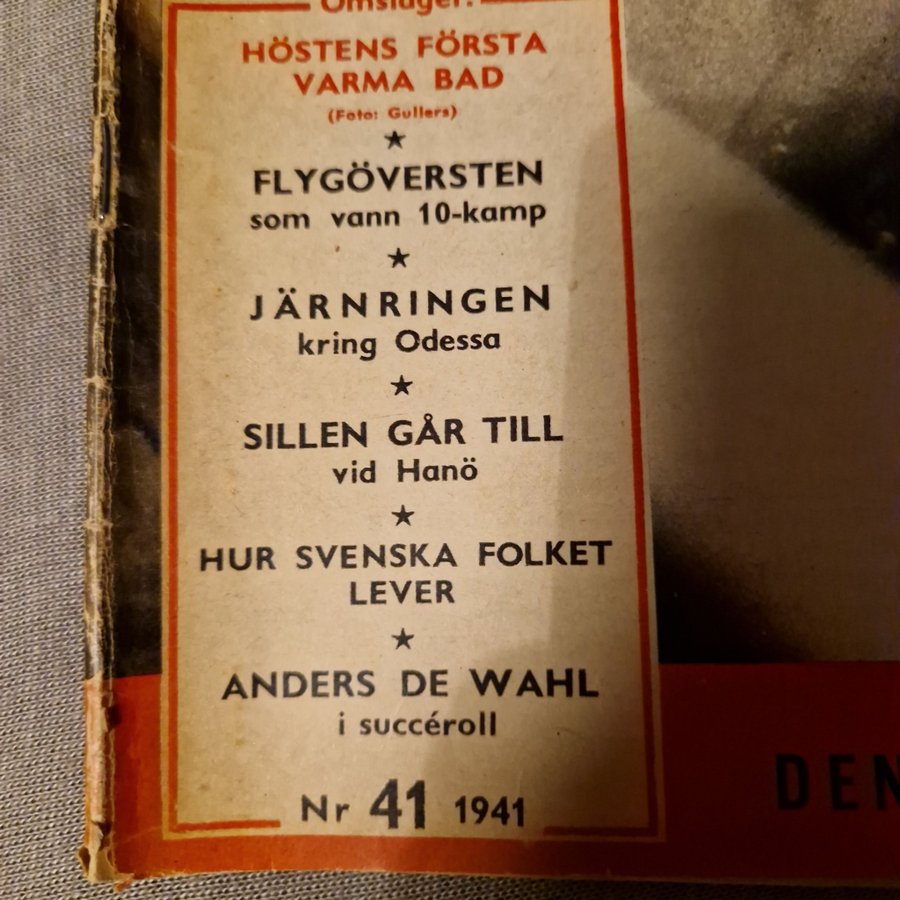 Omslaget:
HÖSTENS FÖRSTA
VARMA BAD
(Foto: Gullers)
FLYGÖVERSTEN
som vann 10-kamp
JÄRNRINGEN
kring Odessa
SILLEN GÅR TILL
vid Hanö
HUR SVENSKA FOLKET
LEVER
ANDERS DE WAHL
i succéroll
Nr 41 1941
DEN